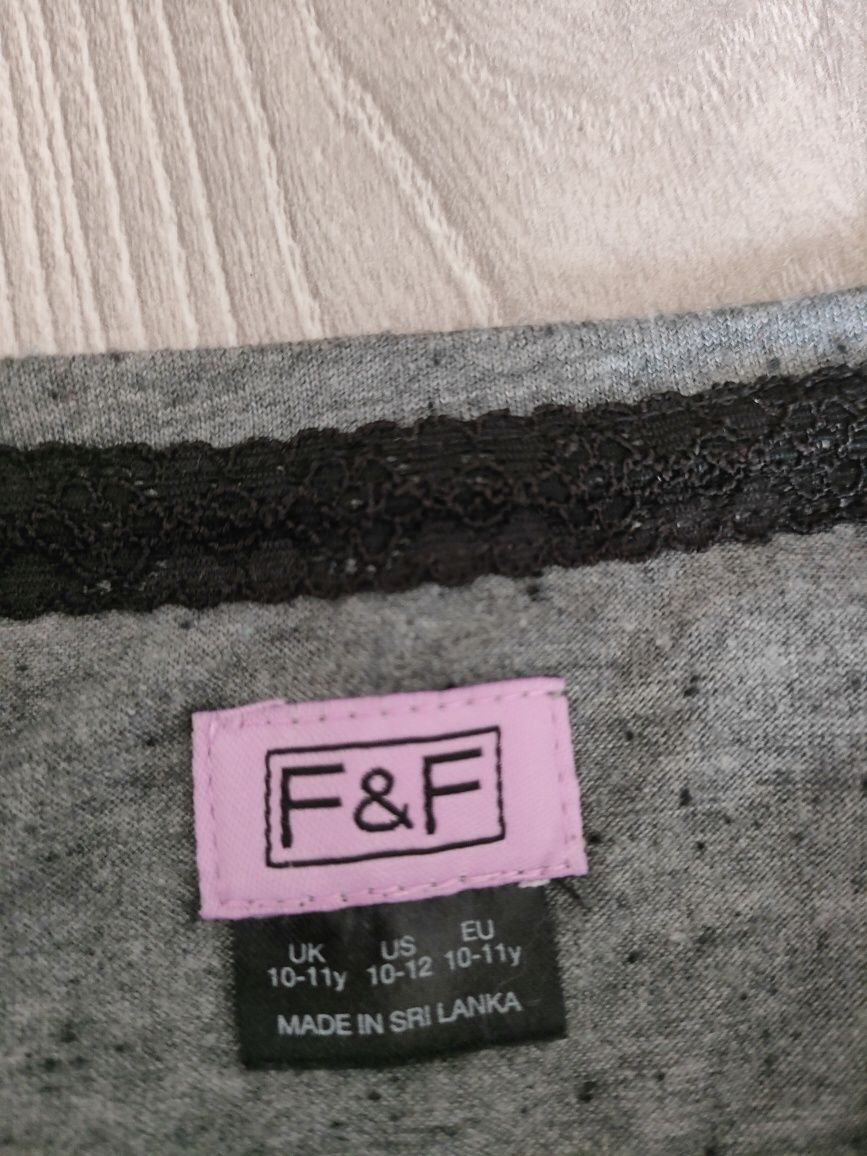 F&F
UK US EU
10-11y 10-12 10-11y
MADE IN SRI LANKA